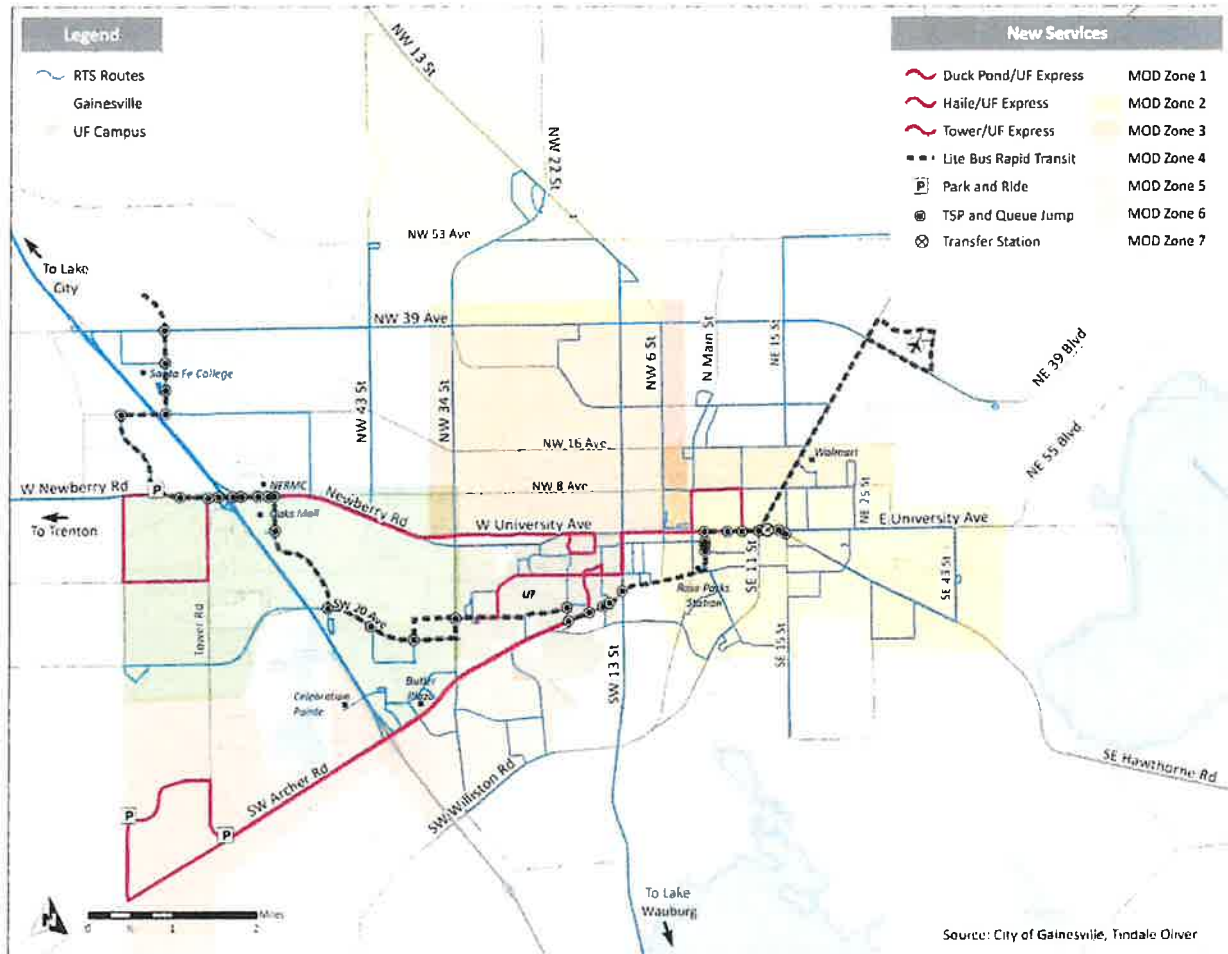 Legend
RTS Routes
Gainesville
UF Campus
New Services
Duck Pond/UF Express
Haile/UF Express
Tower/UF Express
Lite Bus Rapid Transit
P
Park and Ride
TSP and Queue Jump
Transfer Station
MOD Zone 1
MOD Zone 2
MOD Zone 3
MOD Zone 4
MOD Zone 5
MOD Zone 6
MOD Zone 7
NW 13 St
NW 22 St
NW 53 Ave
To Lake
City
NW 39 Ave
Santa Fe College
NW 43 St
NW 34 St
NW 6 St
N Main St
NE 15 St
NE 39 Blvd
NE 55 Blvd
NW 16 Ave
Walmart
W Newberry Rd
P
NFRMC
Oaks Mall
Newberry Rd
NW 8 Ave
NE 25 St
To Trenton
W University Ave
E University Ave
UF
SE 11 St
Rosa Parks
Station
SE 43 St
SE 15 St
Tower Rd
SW 20 Ave
SW 13 St
Butler
Plaza
Celebration
Pointe
SW Archer Rd
SW Williston Rd
SE Hawthorne Rd
P
P
To Lake
Wauburg
N
0
1
2
Miles
Source: City of Gainesville, Tindale Oliver